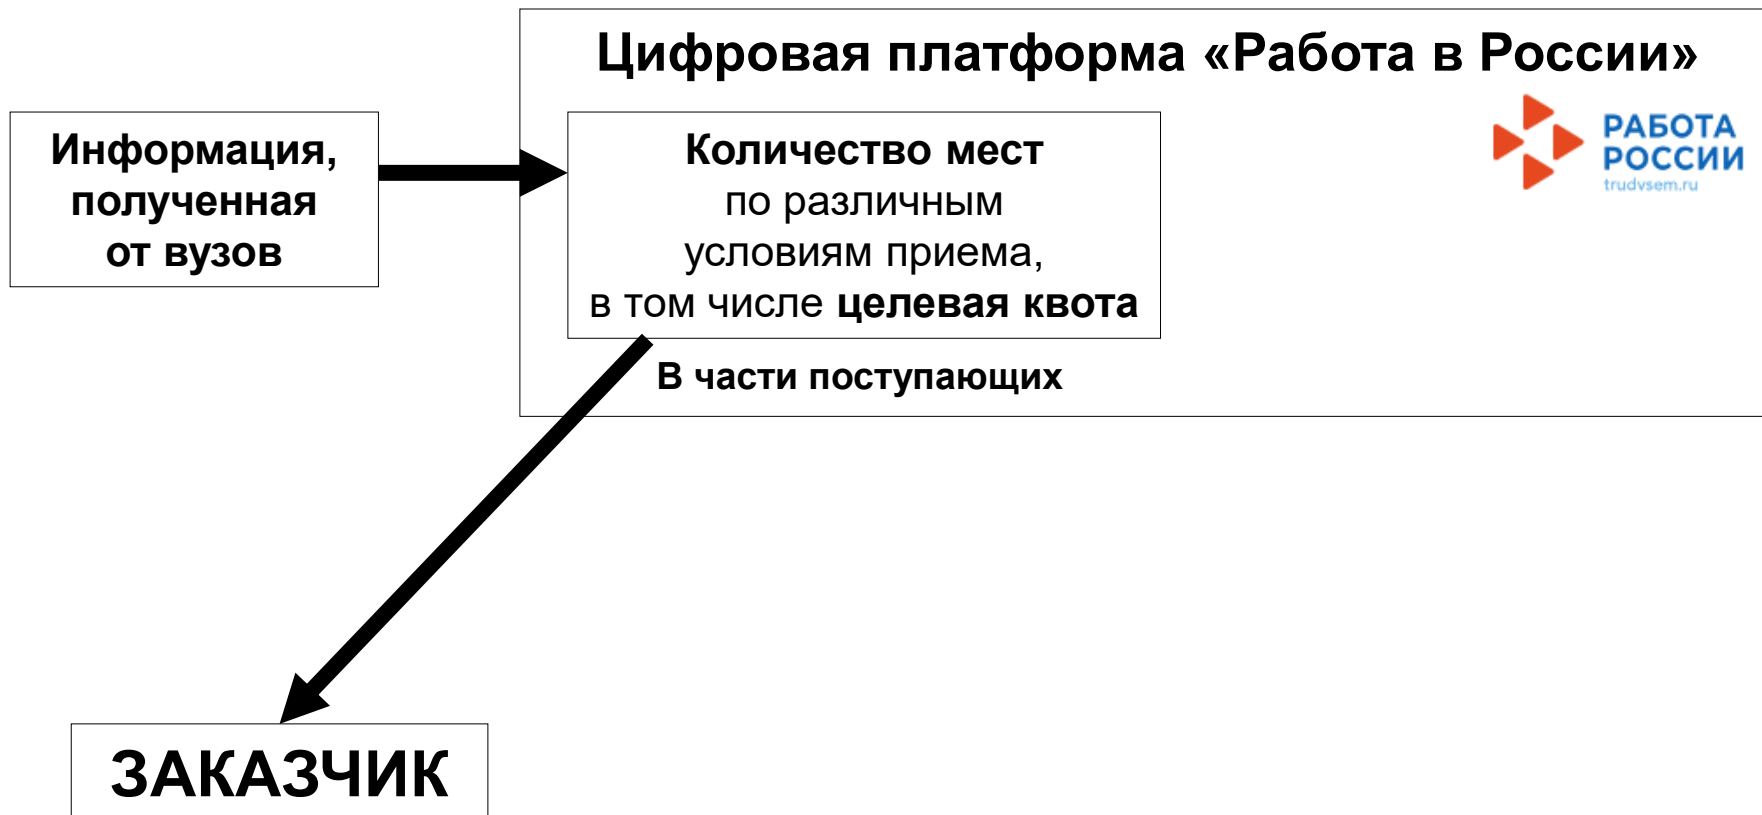 Цифровая платформа «Работа в России»
Информация,
полученная
от вузов
Количество мест
по различным
условиям приема,
в том числе целевая квота
РАБОТА
РОССИИ
trudvsem.ru
В части поступающих
ЗАКАЗЧИК